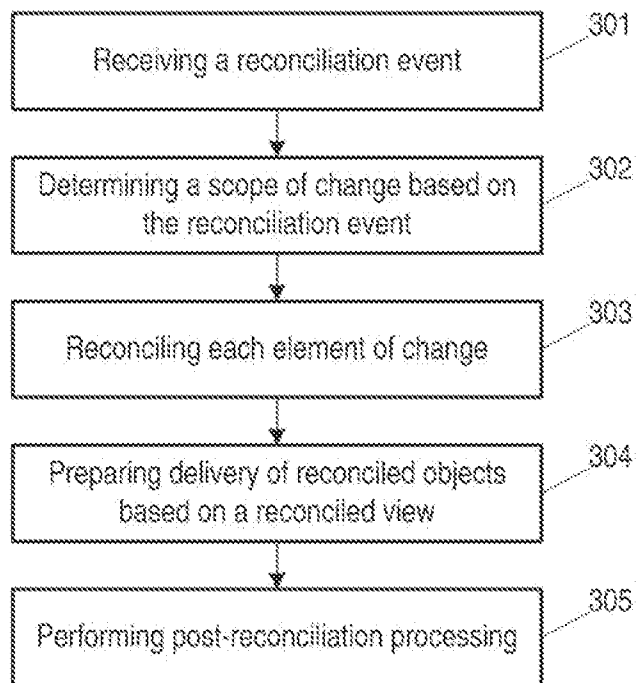 Receiving a reconciliation event
301
Determining a scope of change based on
the reconciliation event
302
Reconciling each element of change
303
Preparing delivery of reconciled objects
based on a reconciled view
304
Performing post-reconciliation processing
305